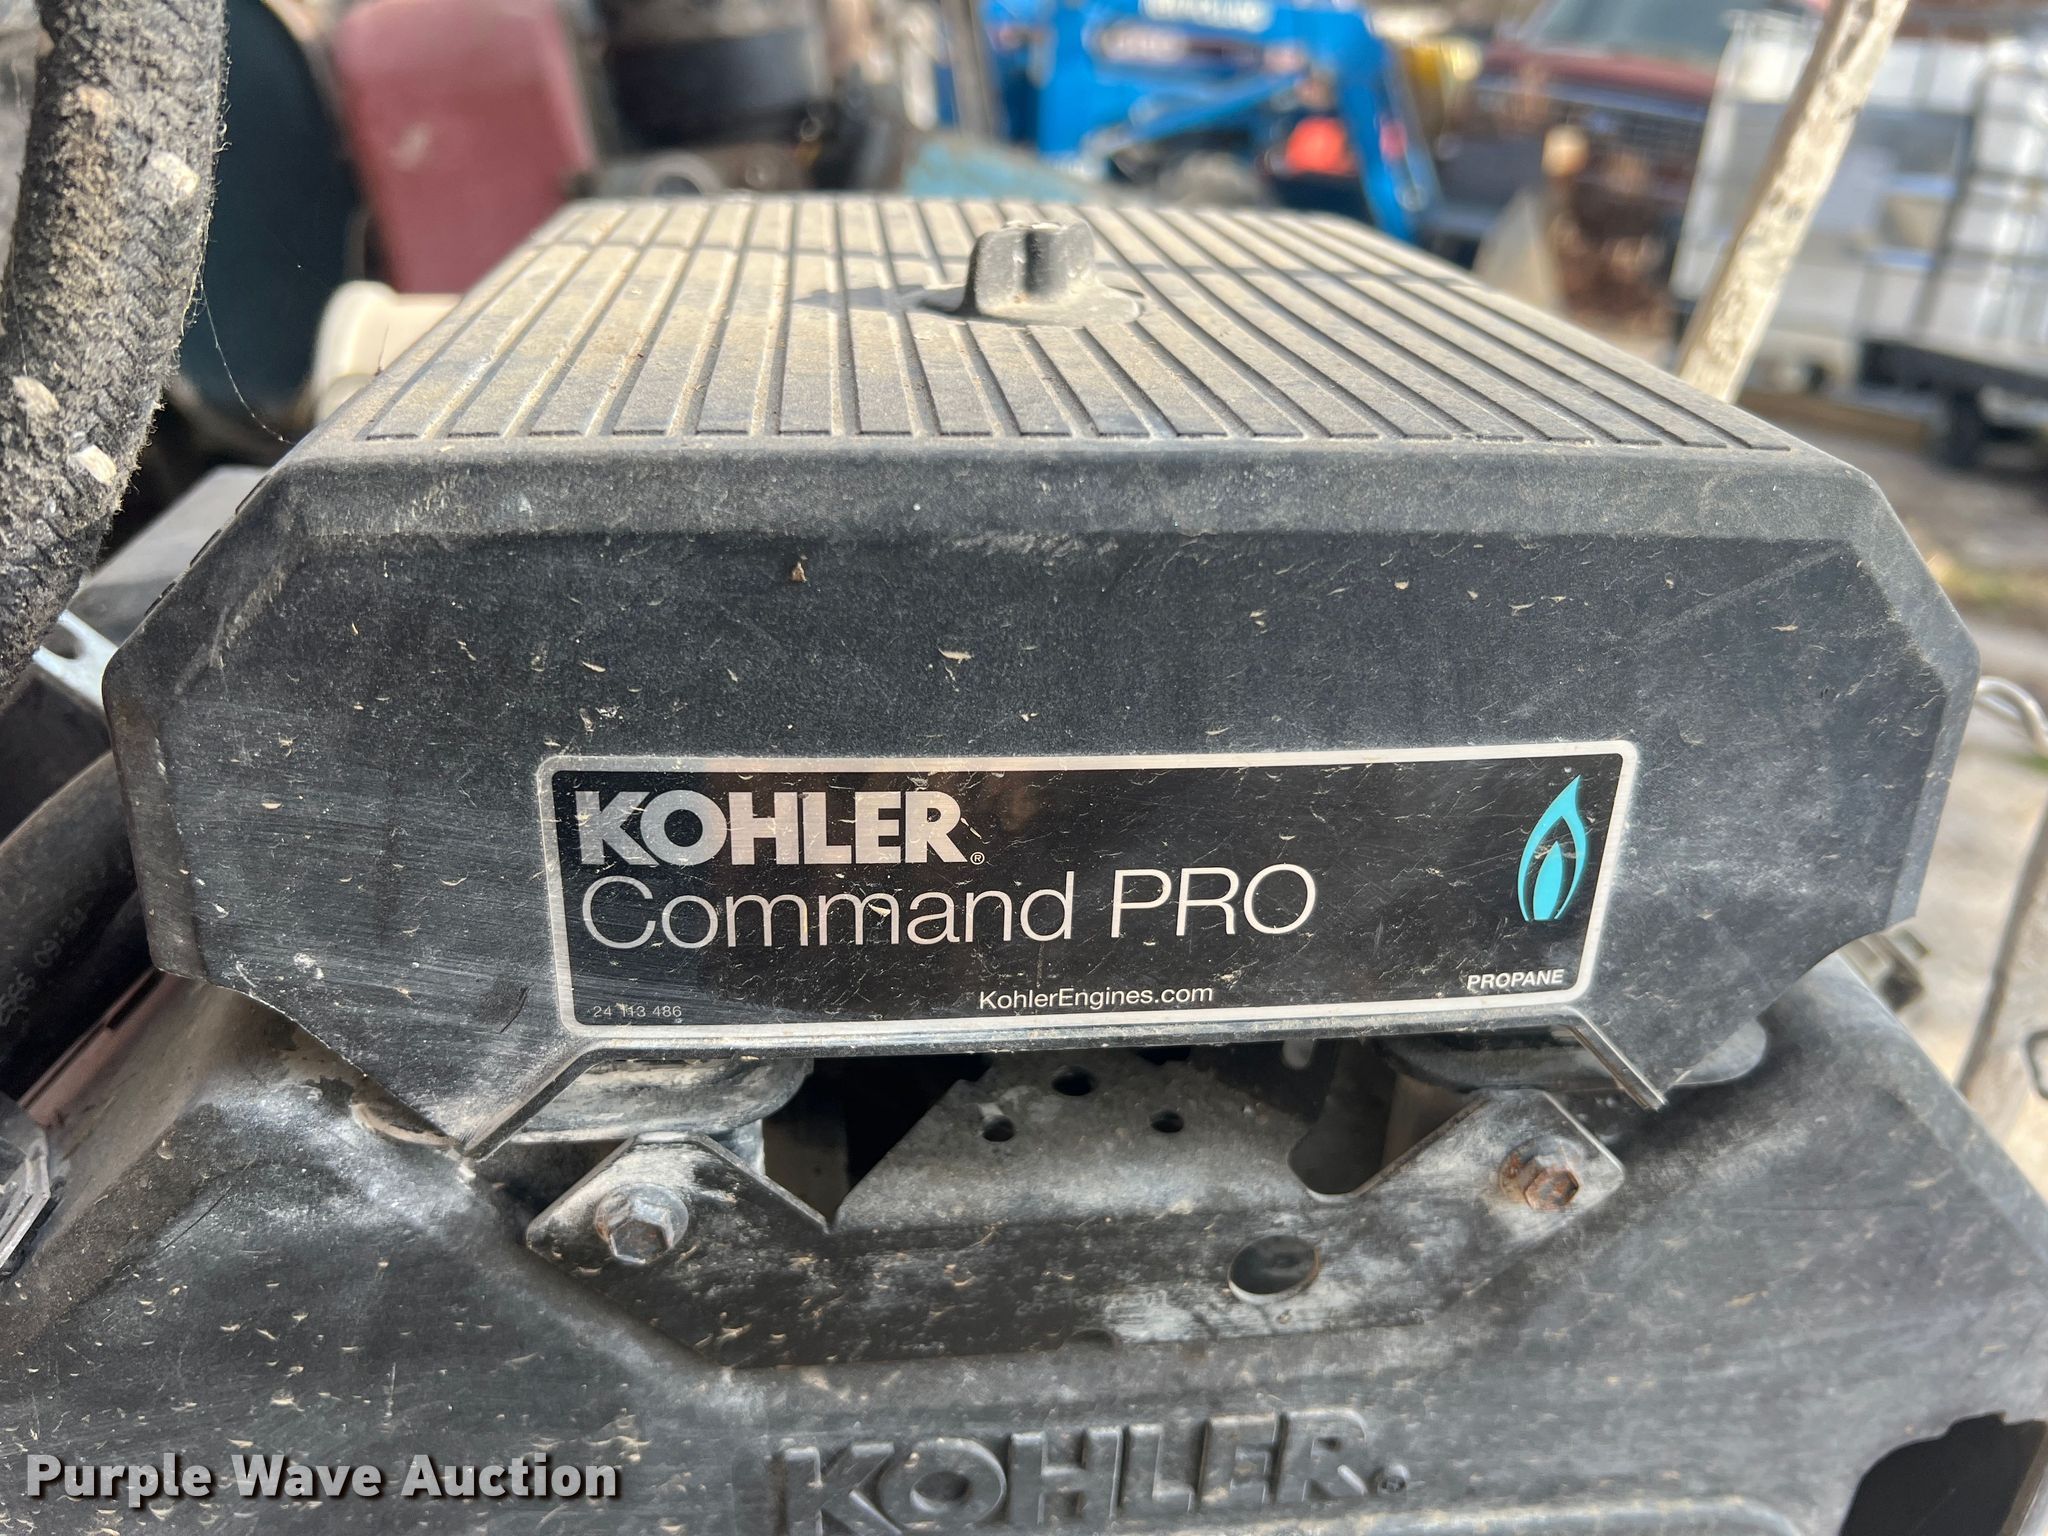 KOHLER®
Command PRO
24 113 486
KohlerEngines.com
PROPANE
KOHLER®
Purple Wave Auction